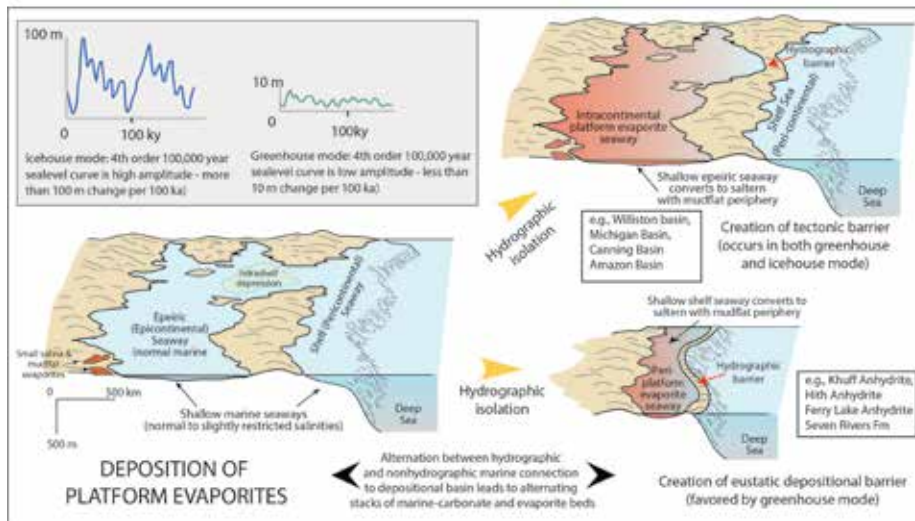 100 m
0
100ky
10 m
0
100ky
Icehouse mode: 4th order 100,000 year
sealevel curve is high amplitude - more
than 100 m change per 100 ka)
Greenhouse mode: 4th order 100,000 year
sealevel curve is low amplitude - less than
10 m change per 100 ka)
Hydrographic
barrier
Intracontinental
platform evaporite
seaway
Shelf Sea
(Peri-continental)
Shallow epeiric seaway
converts to saltern
with mudflat periphery
Deep
Sea
Hydrographic
isolation
e.g., Williston basin,
Michigan Basin,
Canning Basin
Amazon Basin
Creation of tectonic barrier
(occurs in both greenhouse
and icehouse mode)
Intrashelf
depression
Epeiric
(Epicontinental)
Seaway
normal marine
Shelf (Pericontinental)
Seaway
Small salina &
mudflat
evaporites
0
500 km
500 m
Shallow marine seaways
(normal to slightly restricted salinities)
Deep
Sea
Hydrographic
isolation
Shallow shelf seaway converts to
saltern with mudflat periphery
Peri
platform
evaporite
seaway
Hydrographic
barrier
e.g., Khuff Anhydrite,
Hith Anhydrite
Ferry Lake Anhydrite
Seven Rivers Fm
Deep
Sea
DEPOSITION OF
PLATFORM EVAPORITES
Alternation between hydrographic
and nonhydrographic marine connection
to depositional basin leads to alternating
stacks of marine-carbonate and evaporite beds
Creation of eustatic depositional barrier
(favored by greenhouse mode)